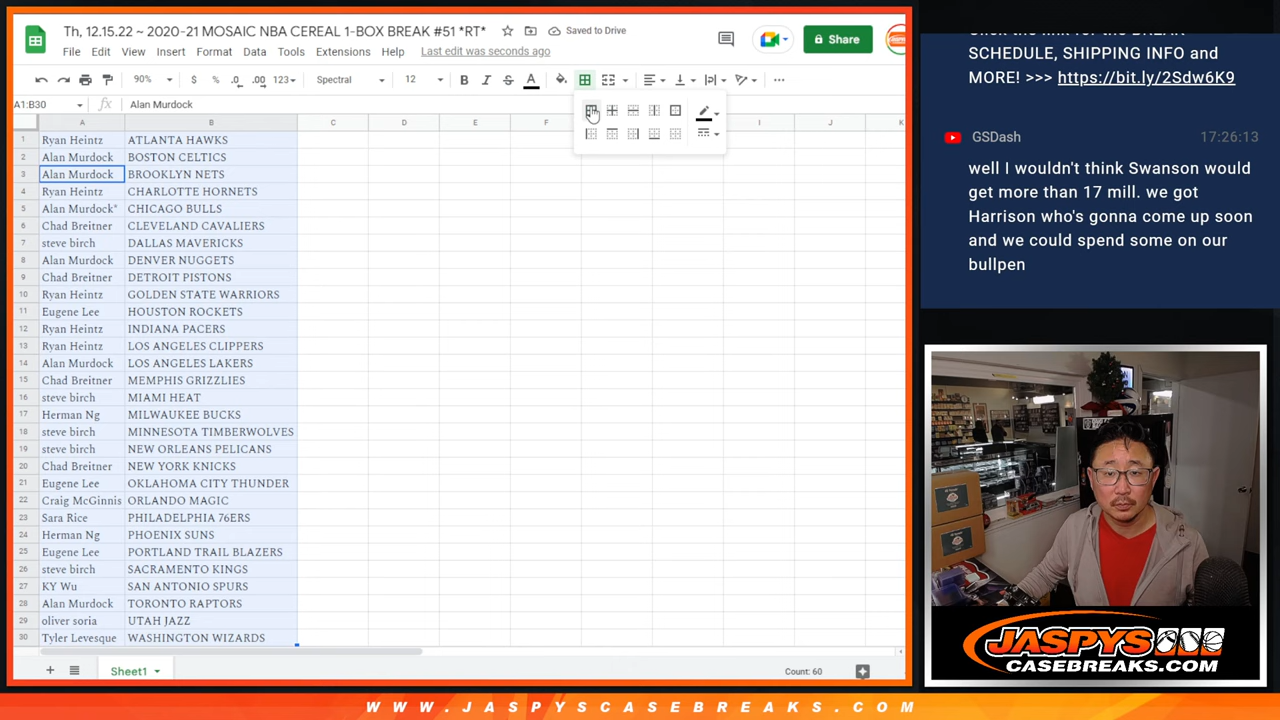 Th, 12.15.22 ~ 2020-21 MOSAIC NBA CEREAL 1-BOX BREAK #51 *RT*
Saved to Drive
Share
File Edit View Insert Format Data Tools Extensions Help Last edit was seconds ago
90% $ % .0 .00 123 Spectral 12 B I S A
A1:B30 fx Alan Murdock
A B C D E F I J K
1 Ryan Heintz ATLANTA HAWKS
2 Alan Murdock BOSTON CELTICS
3 Alan Murdock BROOKLYN NETS
4 Ryan Heintz CHARLOTTE HORNETS
5 Alan Murdock* CHICAGO BULLS
6 Chad Breitner CLEVELAND CAVALIERS
7 steve birch DALLAS MAVERICKS
8 Alan Murdock DENVER NUGGETS
9 Chad Breitner DETROIT PISTONS
10 Ryan Heintz GOLDEN STATE WARRIORS
11 Eugene Lee HOUSTON ROCKETS
12 Ryan Heintz INDIANA PACERS
13 Ryan Heintz LOS ANGELES CLIPPERS
14 Alan Murdock LOS ANGELES LAKERS
15 Chad Breitner MEMPHIS GRIZZLIES
16 steve birch MIAMI HEAT
17 Herman Ng MILWAUKEE BUCKS
18 steve birch MINNESOTA TIMBERWOLVES
19 steve birch NEW ORLEANS PELICANS
20 Chad Breitner NEW YORK KNICKS
21 Eugene Lee OKLAHOMA CITY THUNDER
22 Craig McGinnis ORLANDO MAGIC
23 Sara Rice PHILADELPHIA 76ERS
24 Herman Ng PHOENIX SUNS
25 Eugene Lee PORTLAND TRAIL BLAZERS
26 steve birch SACRAMENTO KINGS
27 KY Wu SAN ANTONIO SPURS
28 Alan Murdock TORONTO RAPTORS
29 oliver soria UTAH JAZZ
30 Tyler Levesque WASHINGTON WIZARDS
Sheet1
Count: 60
SCHEDULE, SHIPPING INFO and
MORE! >>> https://bit.ly/2Sdw6K9
GSDash 17:26:13
well I wouldn't think Swanson would
get more than 17 mill. we got
Harrison who's gonna come up soon
and we could spend some on our
bullpen
JASPYS
CASEBREAKS.COM
WWW.JASPYSCASEBREAKS.COM